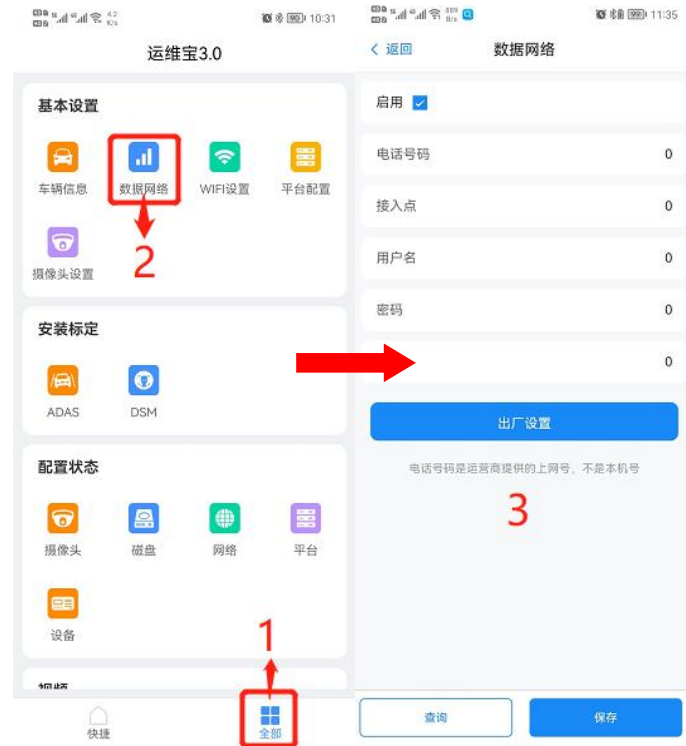 10:31
运维宝3.0
基本设置
车辆信息
数据网络
WIFI设置
平台配置
2
摄像头设置
安装标定
ADAS
DSM
配置状态
摄像头
磁盘
网络
平台
设备
1
快捷
全部
11:35
返回
数据网络
启用
电话号码 0
接入点 0
用户名 0
密码 0
0
出厂设置
电话号码是运营商提供的上网号，不是本机号
3
查询
保存